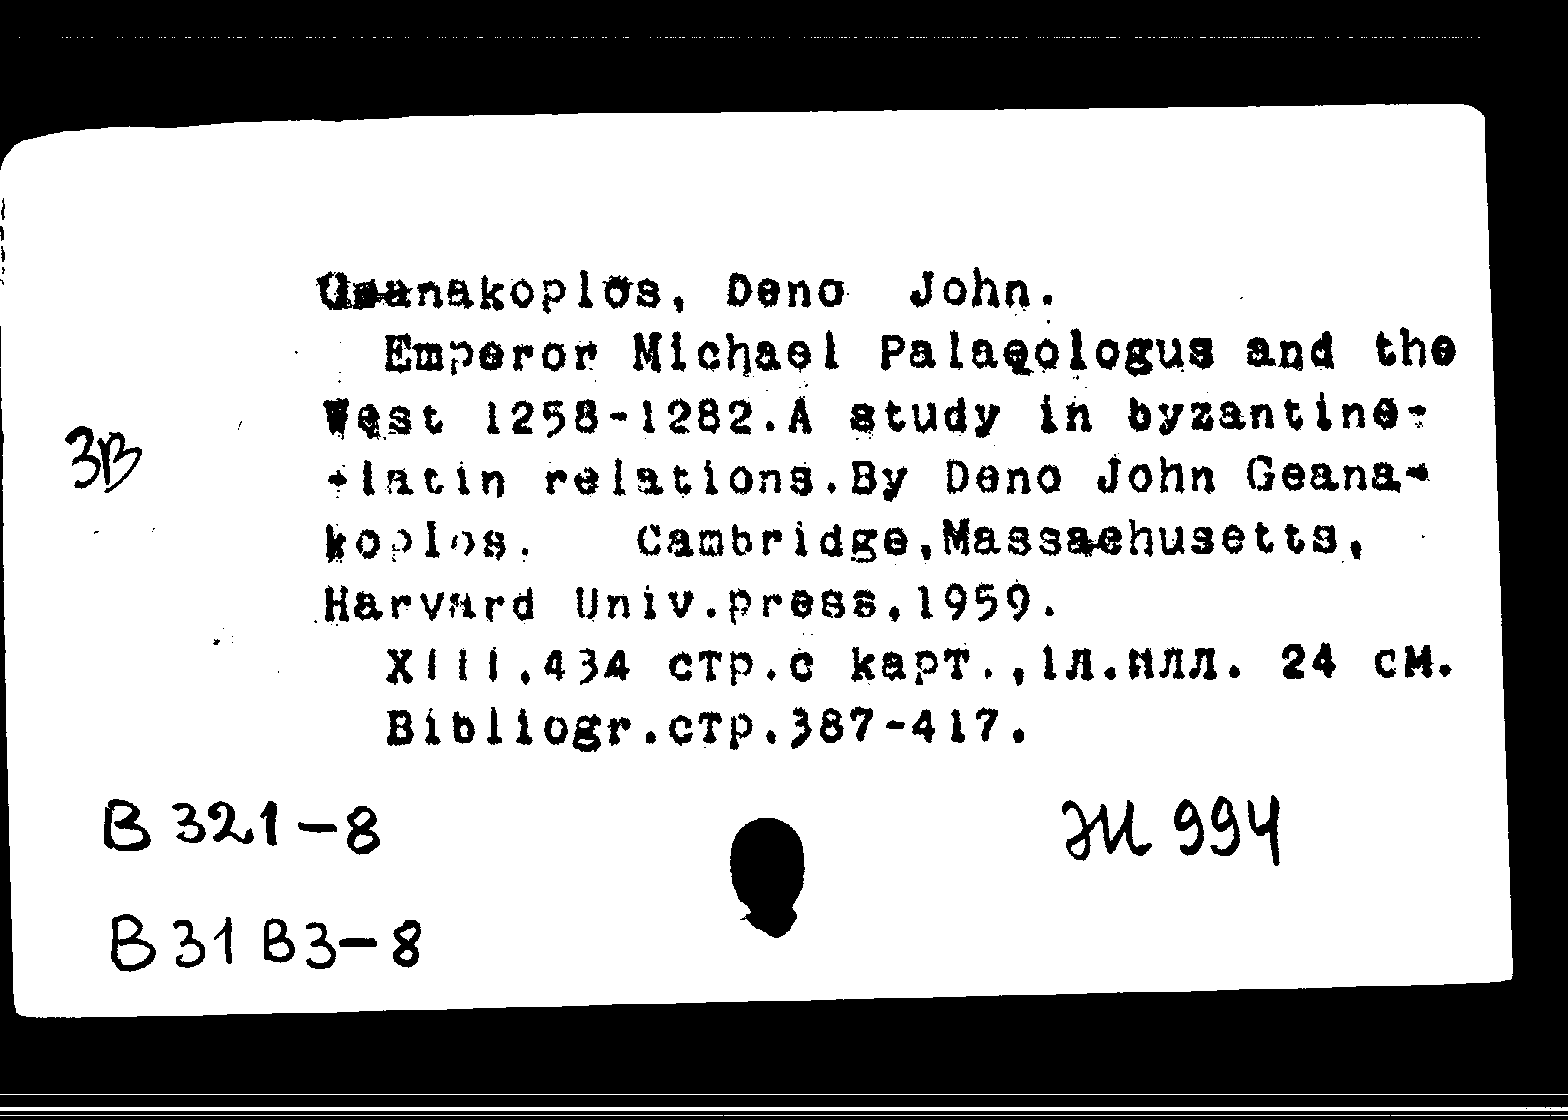 Geanakoplos, Deno John.
Emperor Michael Palaeologus and the
West 1258-1282.A study in byzantine-
-latin relations.By Deno John Geana-
koplos. Cambridge,Massachusetts,
Harvard Univ.press,1959.
XIII,434 стр.с карт.,1л.илл. 24 см.
Bibliogr.стр.387-417.
ЗВ
В 321-8
Ж 994
В 31 В3-8